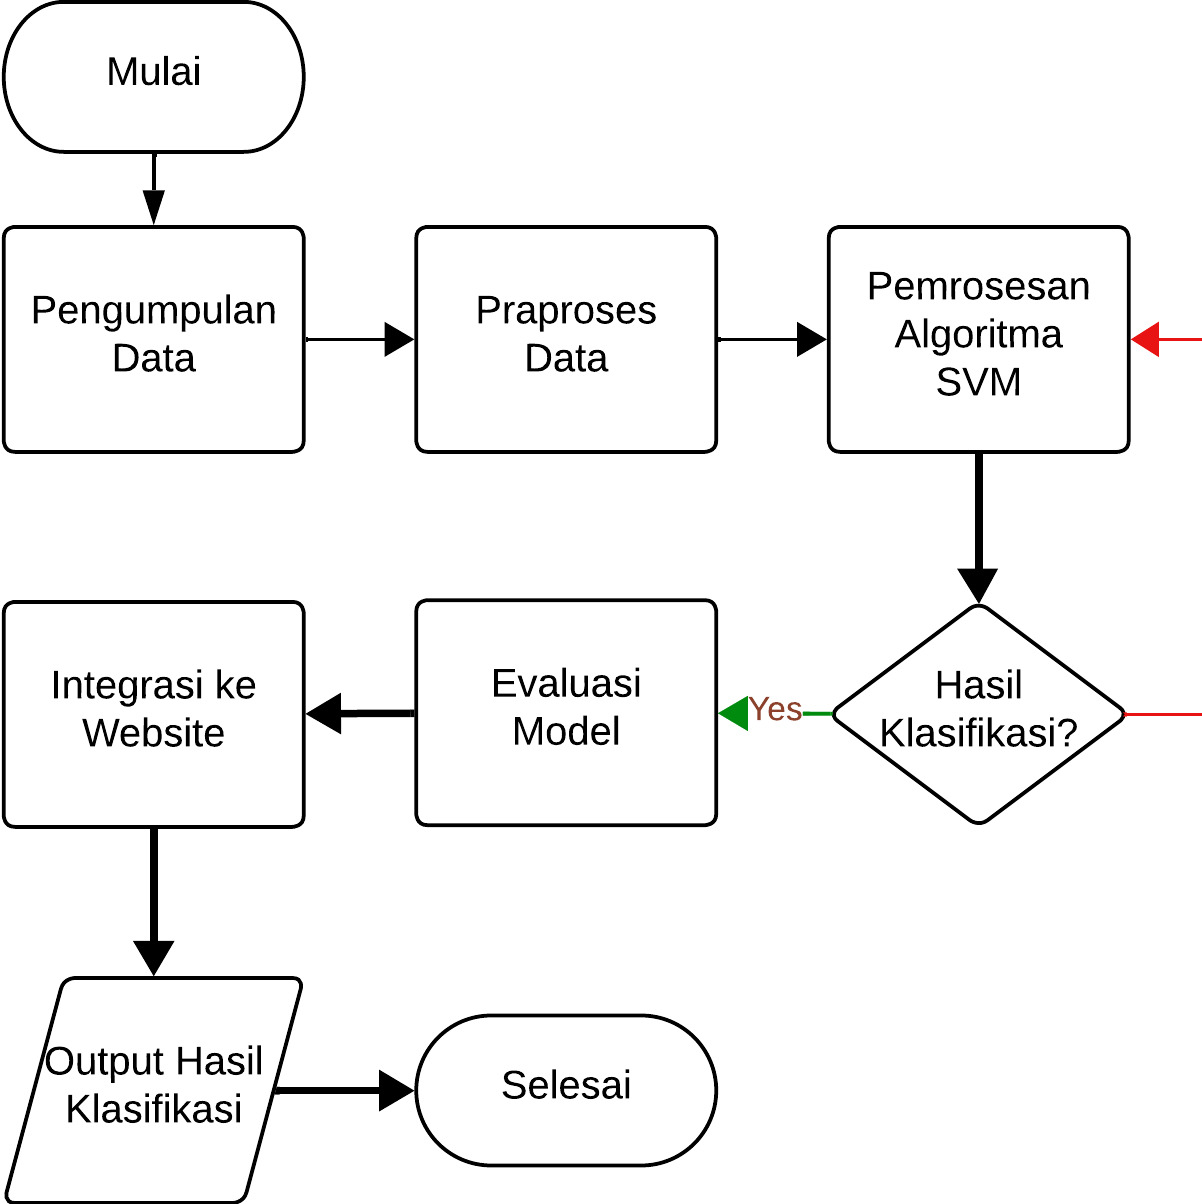 Mulai
Pengumpulan
Data
Praproses
Data
Pemrosesan
Algoritma
SVM
Hasil
Klasifikasi?
Yes
Evaluasi
Model
Integrasi ke
Website
Output Hasil
Klasifikasi
Selesai